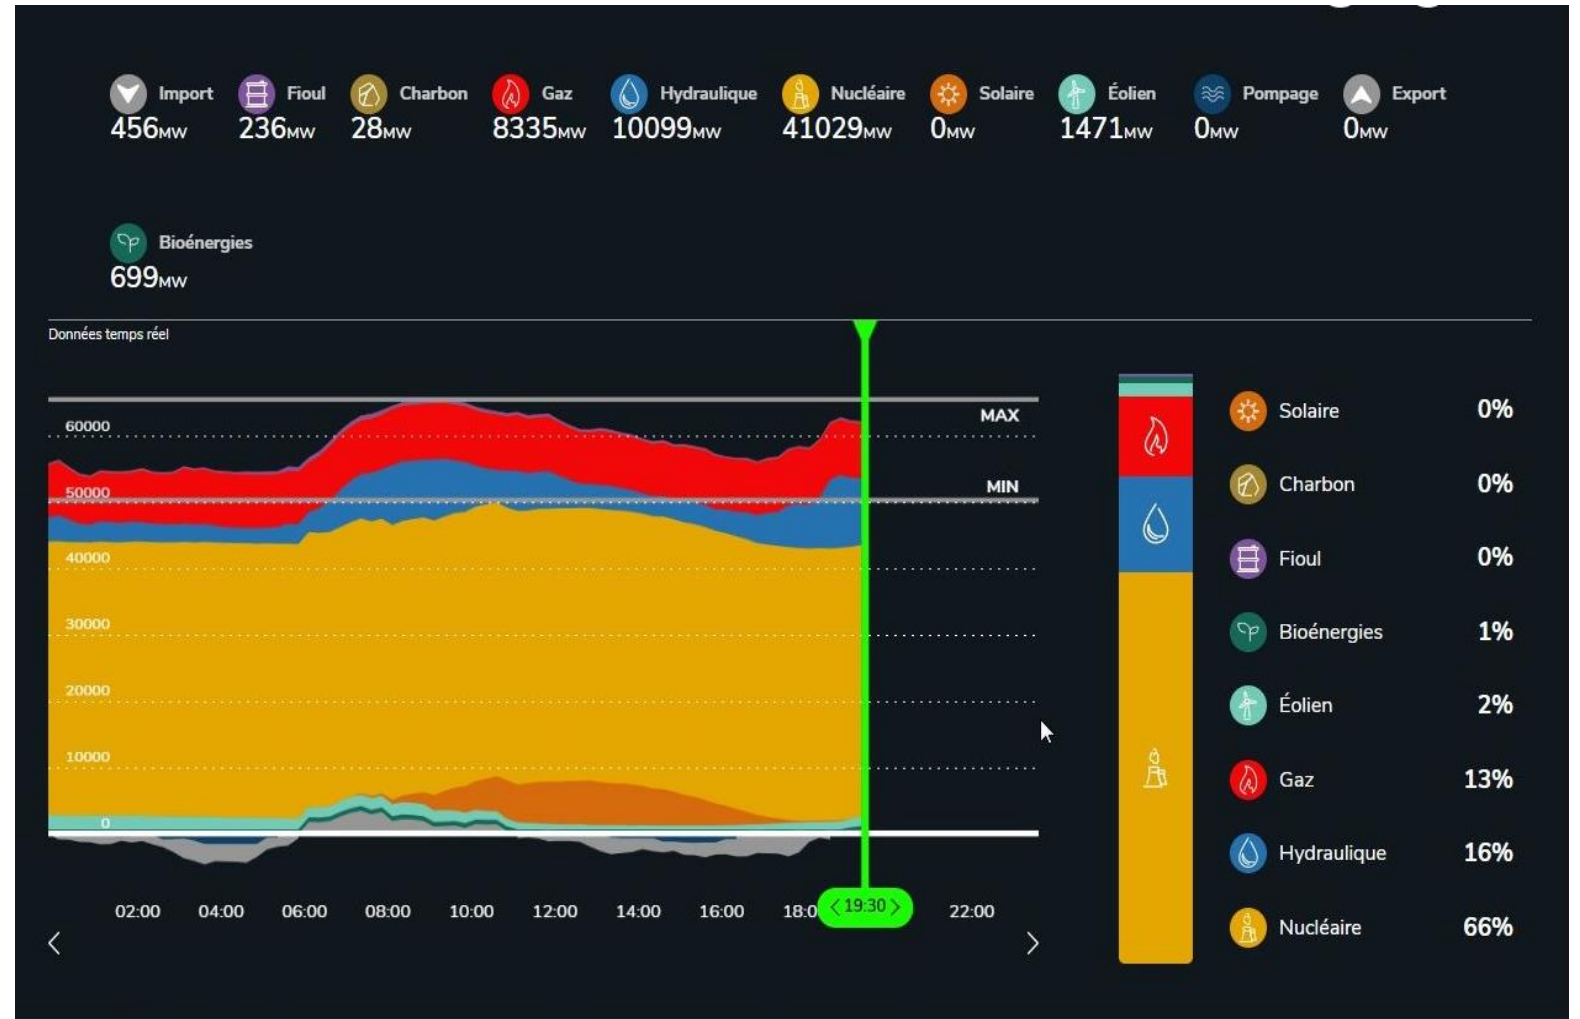 Import Fioul Charbon Gaz Hydraulique Nucléaire Solaire Éolien Pompage Export
456MW 236MW 28MW 8335MW 10099MW 41029MW 0MW 1471MW 0MW 0MW
Bioénergies
699MW
Données temps réel
MAX
60000
MIN
50000
40000
30000
20000
10000
0
02:00 04:00 06:00 08:00 10:00 12:00 14:00 16:00 18:0 <19:30> 22:00
< >
Solaire 0%
Charbon 0%
Fioul 0%
Bioénergies 1%
Éolien 2%
Gaz 13%
Hydraulique 16%
Nucléaire 66%